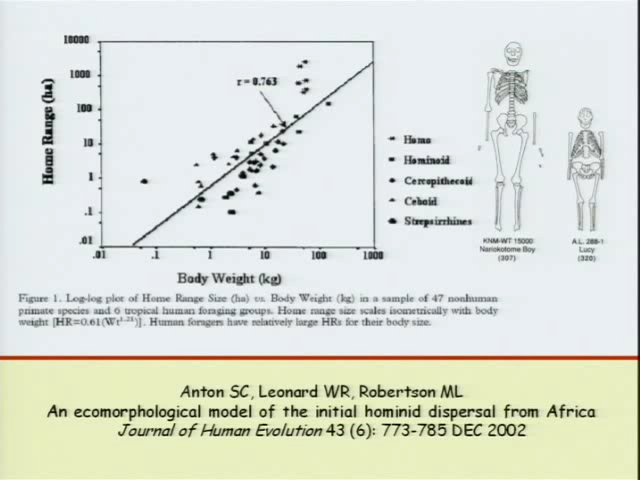 10000
1000
100
10
1
.1
.01
Home Range (ha)
r = 0.763
.01 .1 1 10 100 1000
Body Weight (kg)
Homo
Hominoid
Cercopithecoid
Ceboid
Strepsirrhines
KNM-WT 15000
Nariokotome Boy
(307)
A.L. 288-1
Lucy
(320)
Figure 1. Log-log plot of Home Range Size (ha) vs. Body Weight (kg) in a sample of 47 nonhuman
primate species and 6 tropical human foraging groups. Home range size scales isometrically with body
weight [HR=0.61(Wt1.21)]. Human foragers have relatively large HRs for their body size.
Anton SC, Leonard WR, Robertson ML
An ecomorphological model of the initial hominid dispersal from Africa
Journal of Human Evolution 43 (6): 773-785 DEC 2002